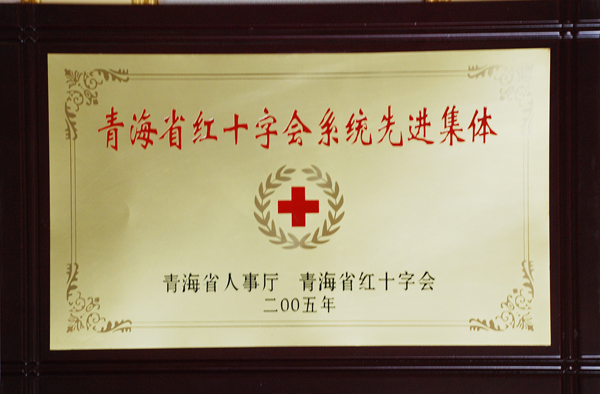 青海省红十字会系统先进集体
青海省人事厅 青海省红十字会
二00五年